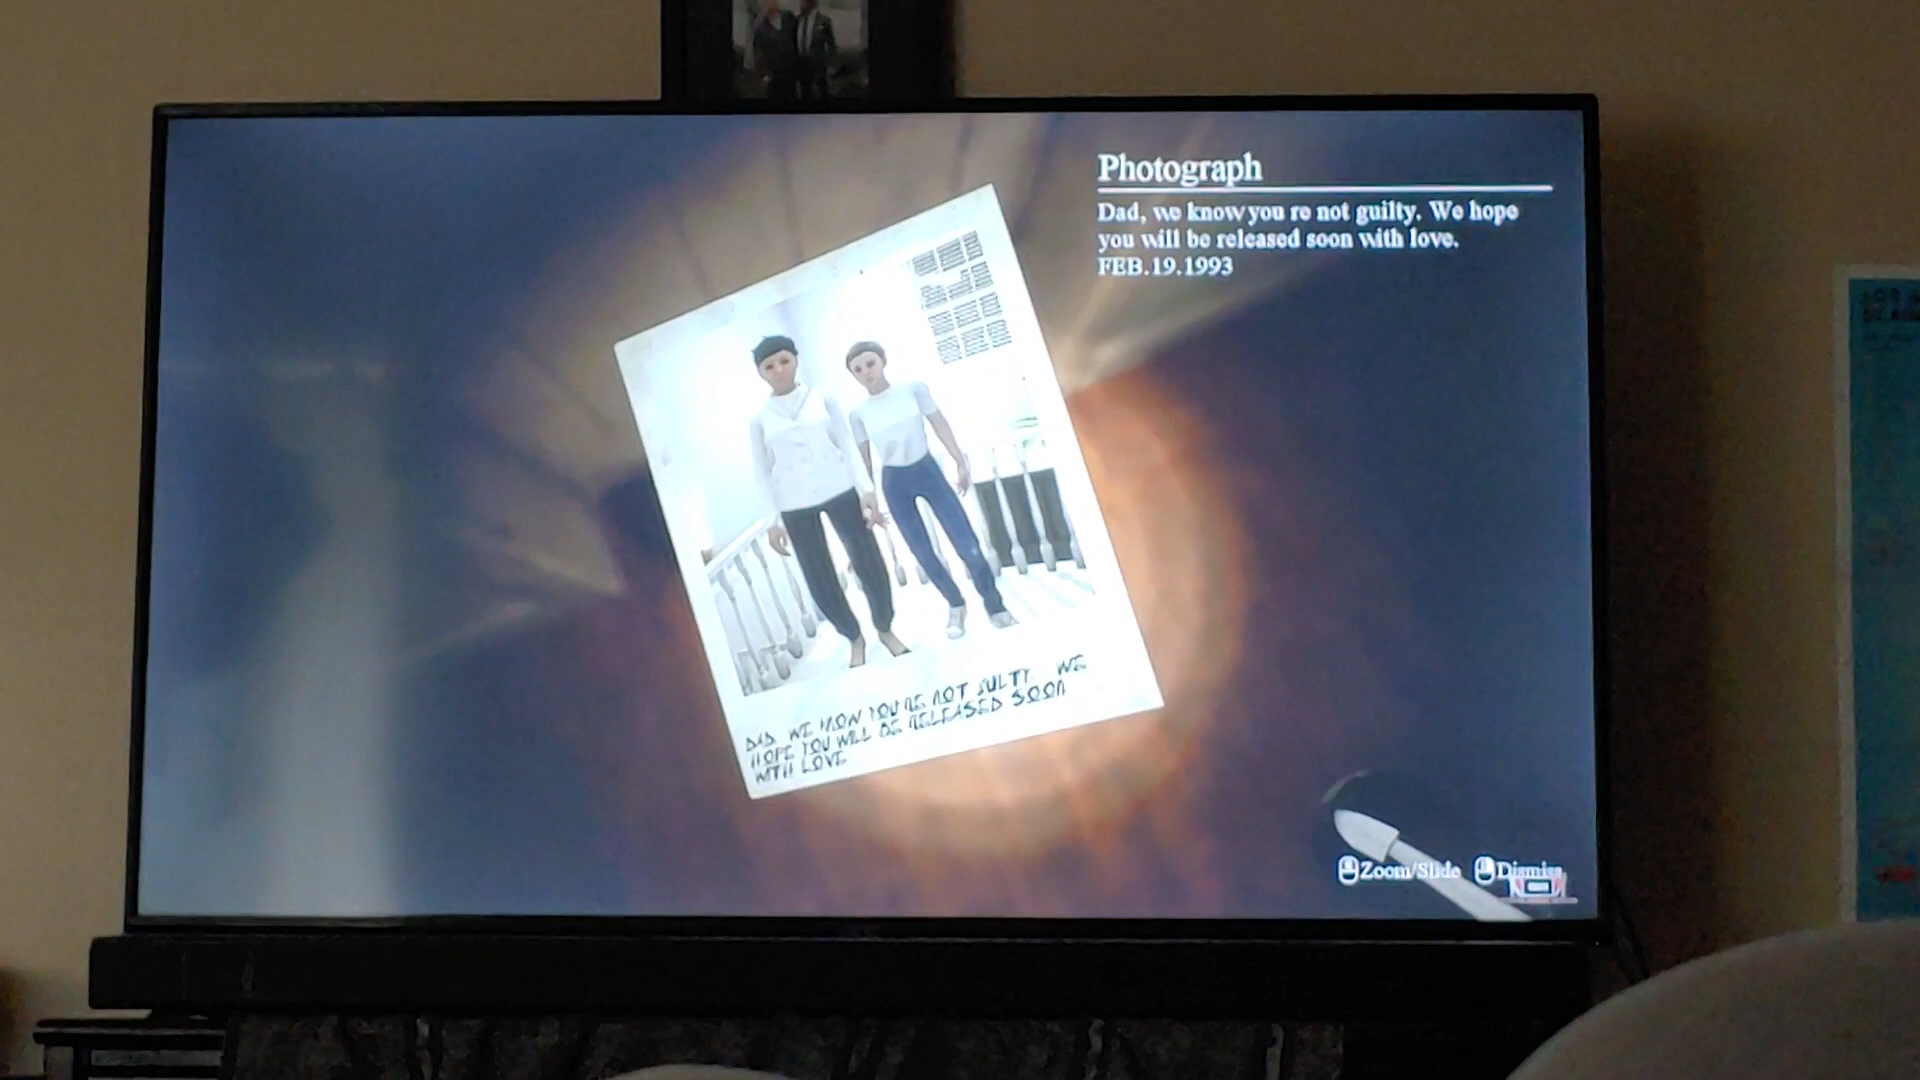 Photograph
Dad, we know you re not guilty. We hope
you will be released soon with love.
FEB.19.1993
DAD WE KNOW YOU'RE NOT GUILTY. WE
HOPE YOU WILL BE RELEASED SOON
WITH LOVE
Zoom/Slide Dismiss